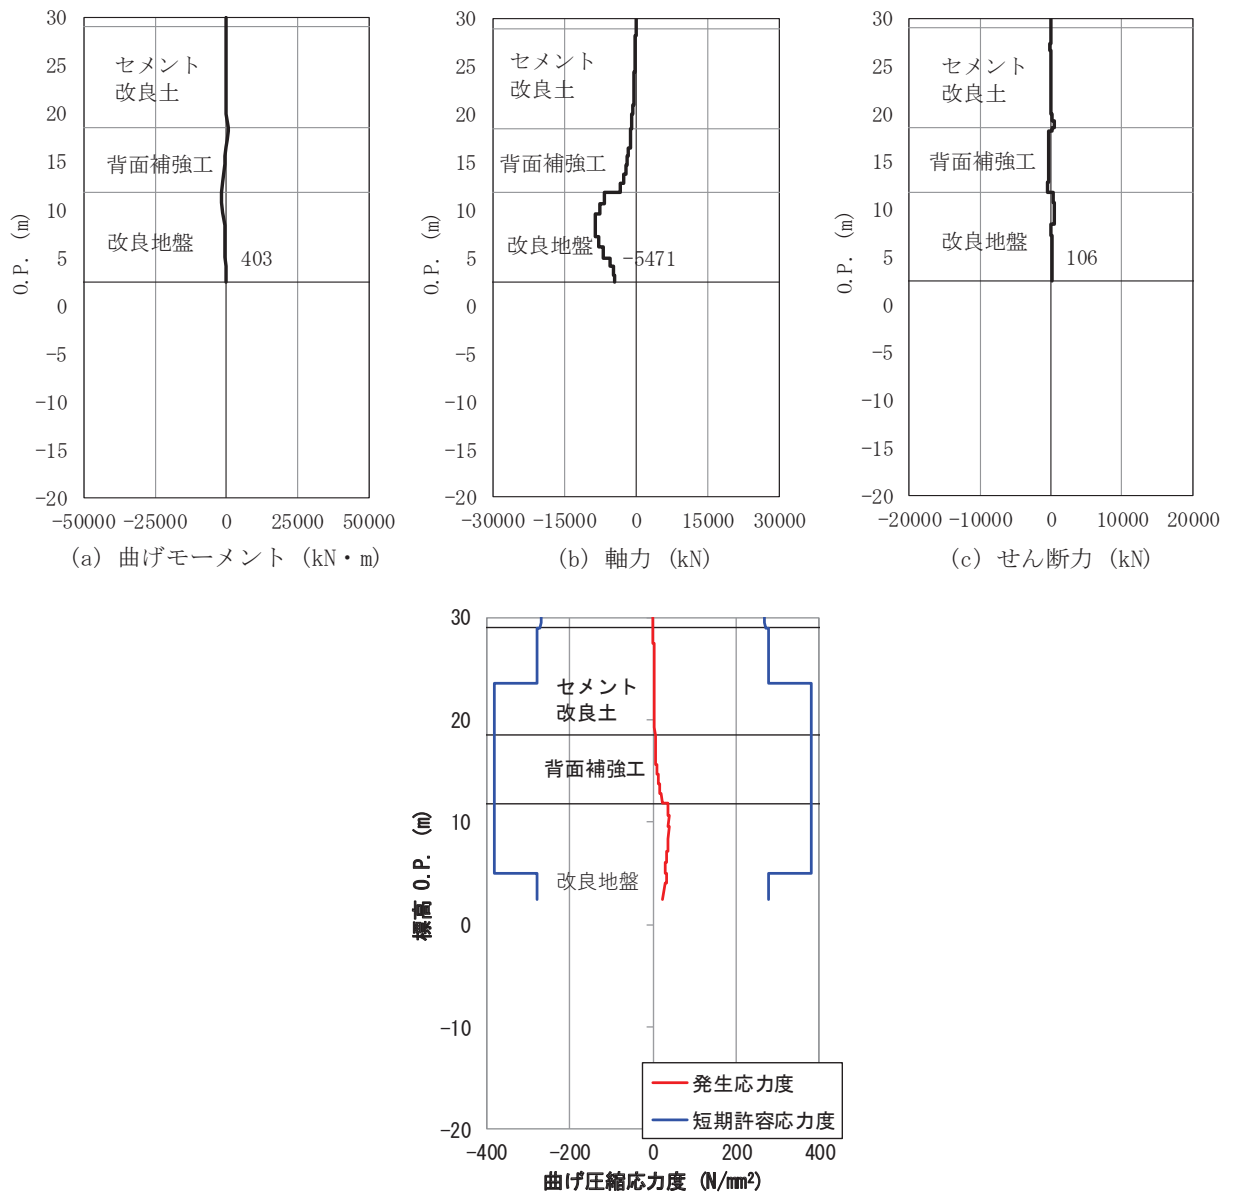 30
25
20
15
10
5
0
-5
-10
-15
-20
O.P. (m)
セメント
改良土
背面補強工
改良地盤
403
-50000 -25000 0 25000 50000
(a) 曲げモーメント (kN・m)
30
25
20
15
10
5
0
-5
-10
-15
-20
O.P. (m)
セメント
改良土
背面補強工
改良地盤
-5471
-30000 -15000 0 15000 30000
(b) 軸力 (kN)
30
25
20
15
10
5
0
-5
-10
-15
-20
O.P. (m)
セメント
改良土
背面補強工
改良地盤
106
-20000 -10000 0 10000 20000
(c) せん断力 (kN)
30
20
10
0
-10
-20
標高 O.P. (m)
セメント
改良土
背面補強工
改良地盤
発生応力度
短期許容応力度
-400 -200 0 200 400
曲げ圧縮応力度 (N/mm²)